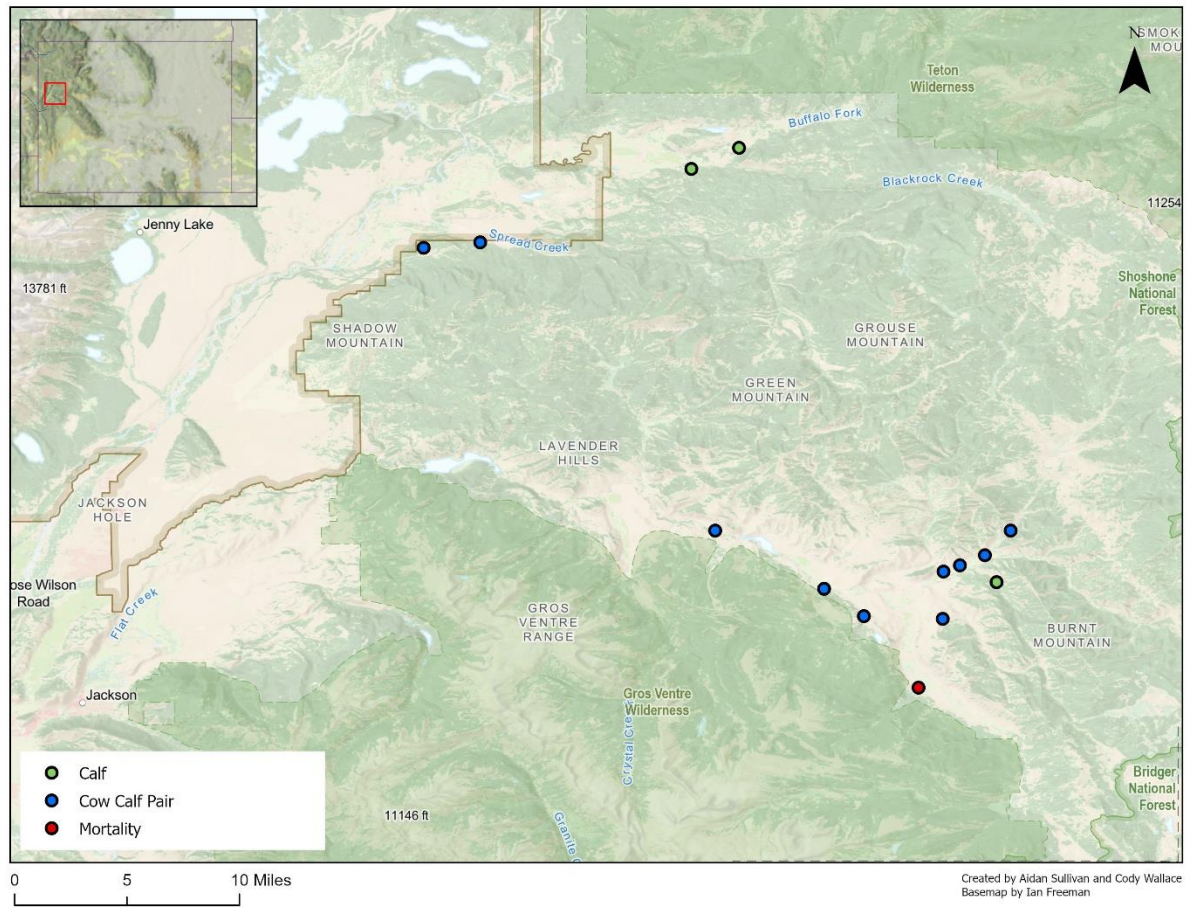 N
SMOK
MOU
Teton
Wilderness
Buffalo Fork
Blackrock Creek
11254
Jenny Lake
Spread Creek
13781 ft
Shoshone
National
Forest
SHADOW
MOUNTAIN
GROUSE
MOUNTAIN
GREEN
MOUNTAIN
LAVENDER
HILLS
JACKSON
HOLE
ose Wilson
Road
Flat Creek
GROS
VENTRE
RANGE
BURNT
MOUNTAIN
Jackson
Gros Ventre
Wilderness
Crystal Creek
Bridger
National
Forest
11146 ft
Granite C
Calf
Cow Calf Pair
Mortality
0 5 10 Miles
Created by Aidan Sullivan and Cody Wallace
Basemap by Ian Freeman